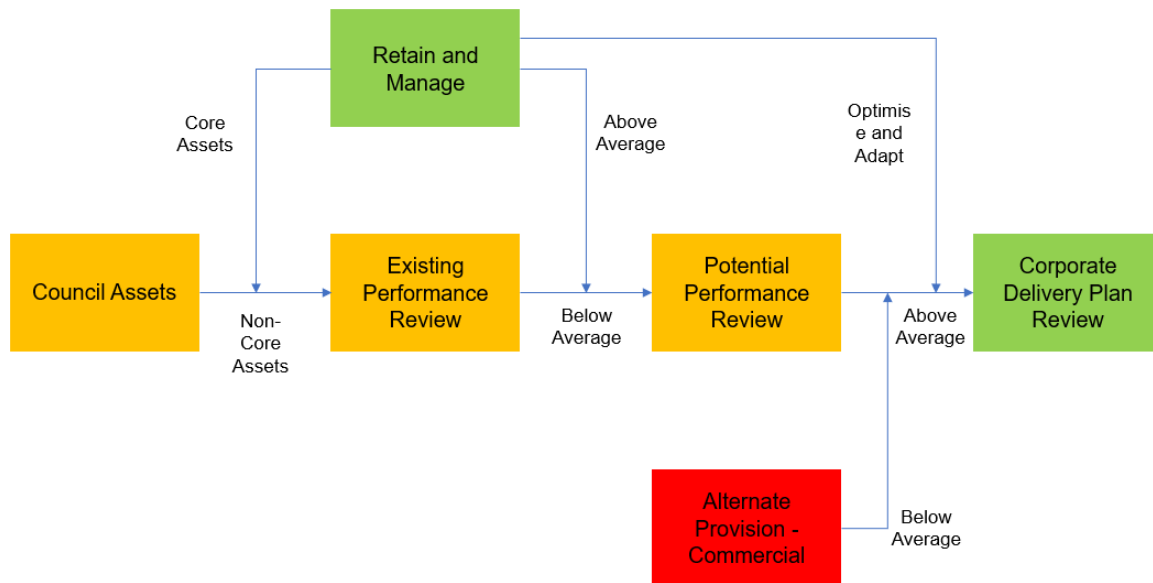 Retain and
Manage
Core
Assets
Above
Average
Optimis
e and
Adapt
Council Assets
Non-
Core
Assets
Existing
Performance
Review
Below
Average
Potential
Performance
Review
Above
Average
Corporate
Delivery Plan
Review
Alternate
Provision -
Commercial
Below
Average